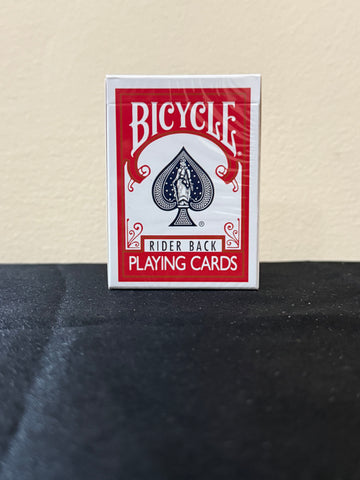 BICYCLE®
®
RIDER BACK
PLAYING CARDS